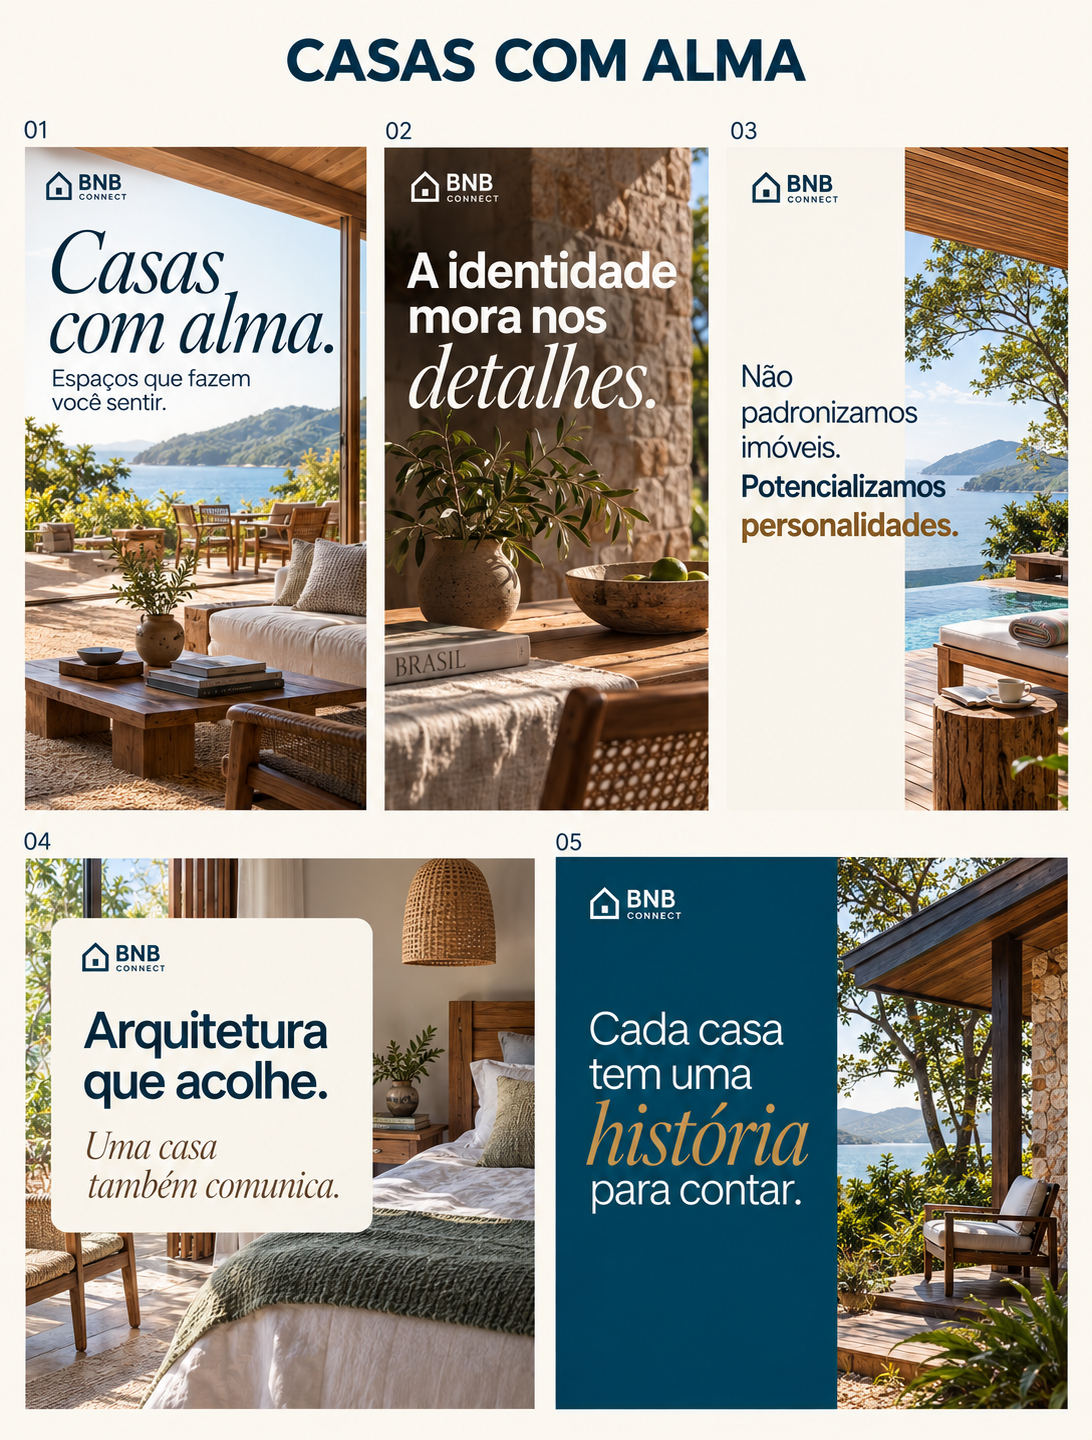 CASAS COM ALMA
01
BNB
CONNECT
Casas
com alma.
Espaços que fazem
você sentir.
02
BNB
CONNECT
A identidade
mora nos
detalhes.
BRASIL
03
BNB
CONNECT
Não
padronizamos
imóveis.
Potencializamos
personalidades.
04
BNB
CONNECT
Arquitetura
que acolhe.
Uma casa
também comunica.
05
BNB
CONNECT
Cada casa
tem uma
história
para contar.